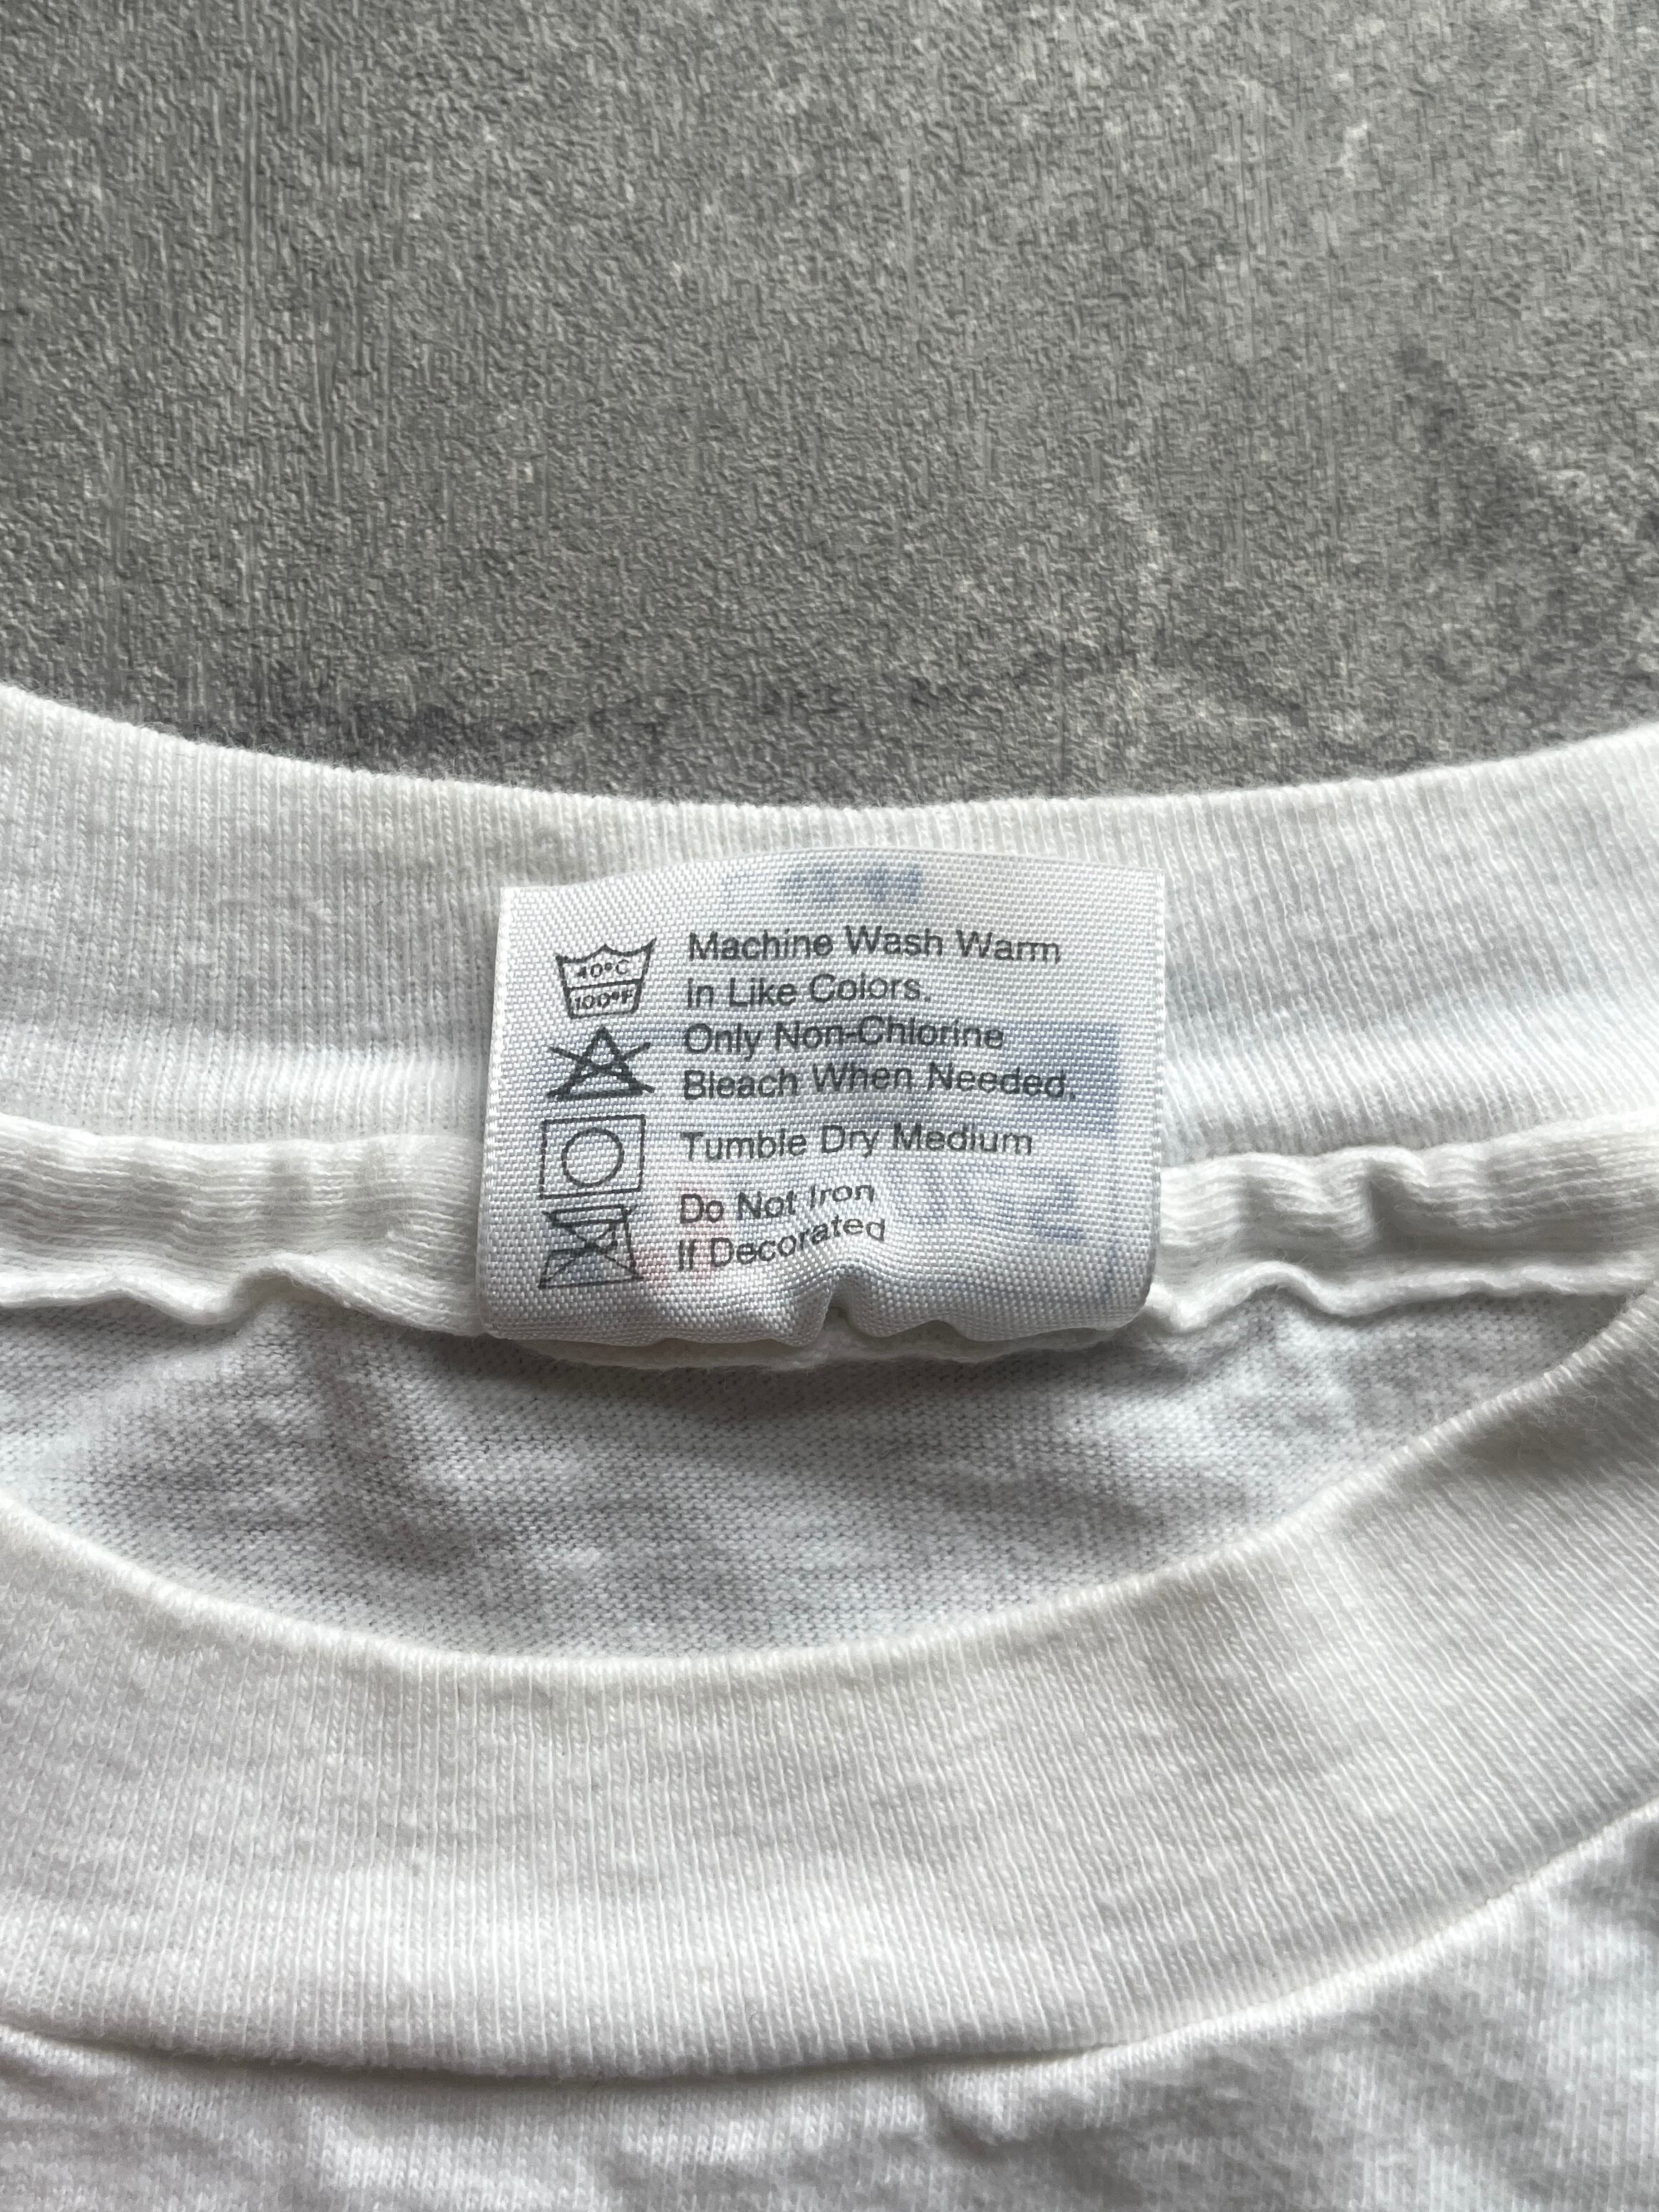 Machine Wash Warm
40°C
in Like Colors.
100°F
Only Non-Chlorine
Bleach When Needed.
Tumble Dry Medium
Do Not Iron
If Decorated